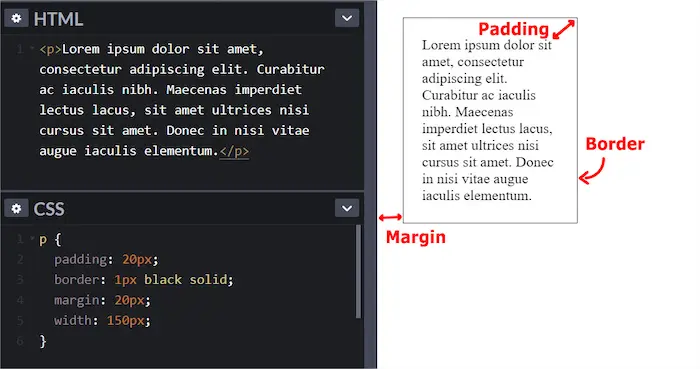 HTML
1 <p>Lorem ipsum dolor sit amet,
consectetur adipiscing elit. Curabitur
ac iaculis nibh. Maecenas imperdiet
lectus lacus, sit amet ultrices nisi
cursus sit amet. Donec in nisi vitae
augue iaculis elementum.</p>
CSS
1 p {
2 padding: 20px;
3 border: 1px black solid;
4 margin: 20px;
5 width: 150px;
6 }
Padding
Lorem ipsum dolor sit
amet, consectetur
adipiscing elit.
Curabitur ac iaculis
nibh. Maecenas
imperdiet lectus lacus,
sit amet ultrices nisi
cursus sit amet. Donec
in nisi vitae augue
iaculis elementum.
Border
Margin